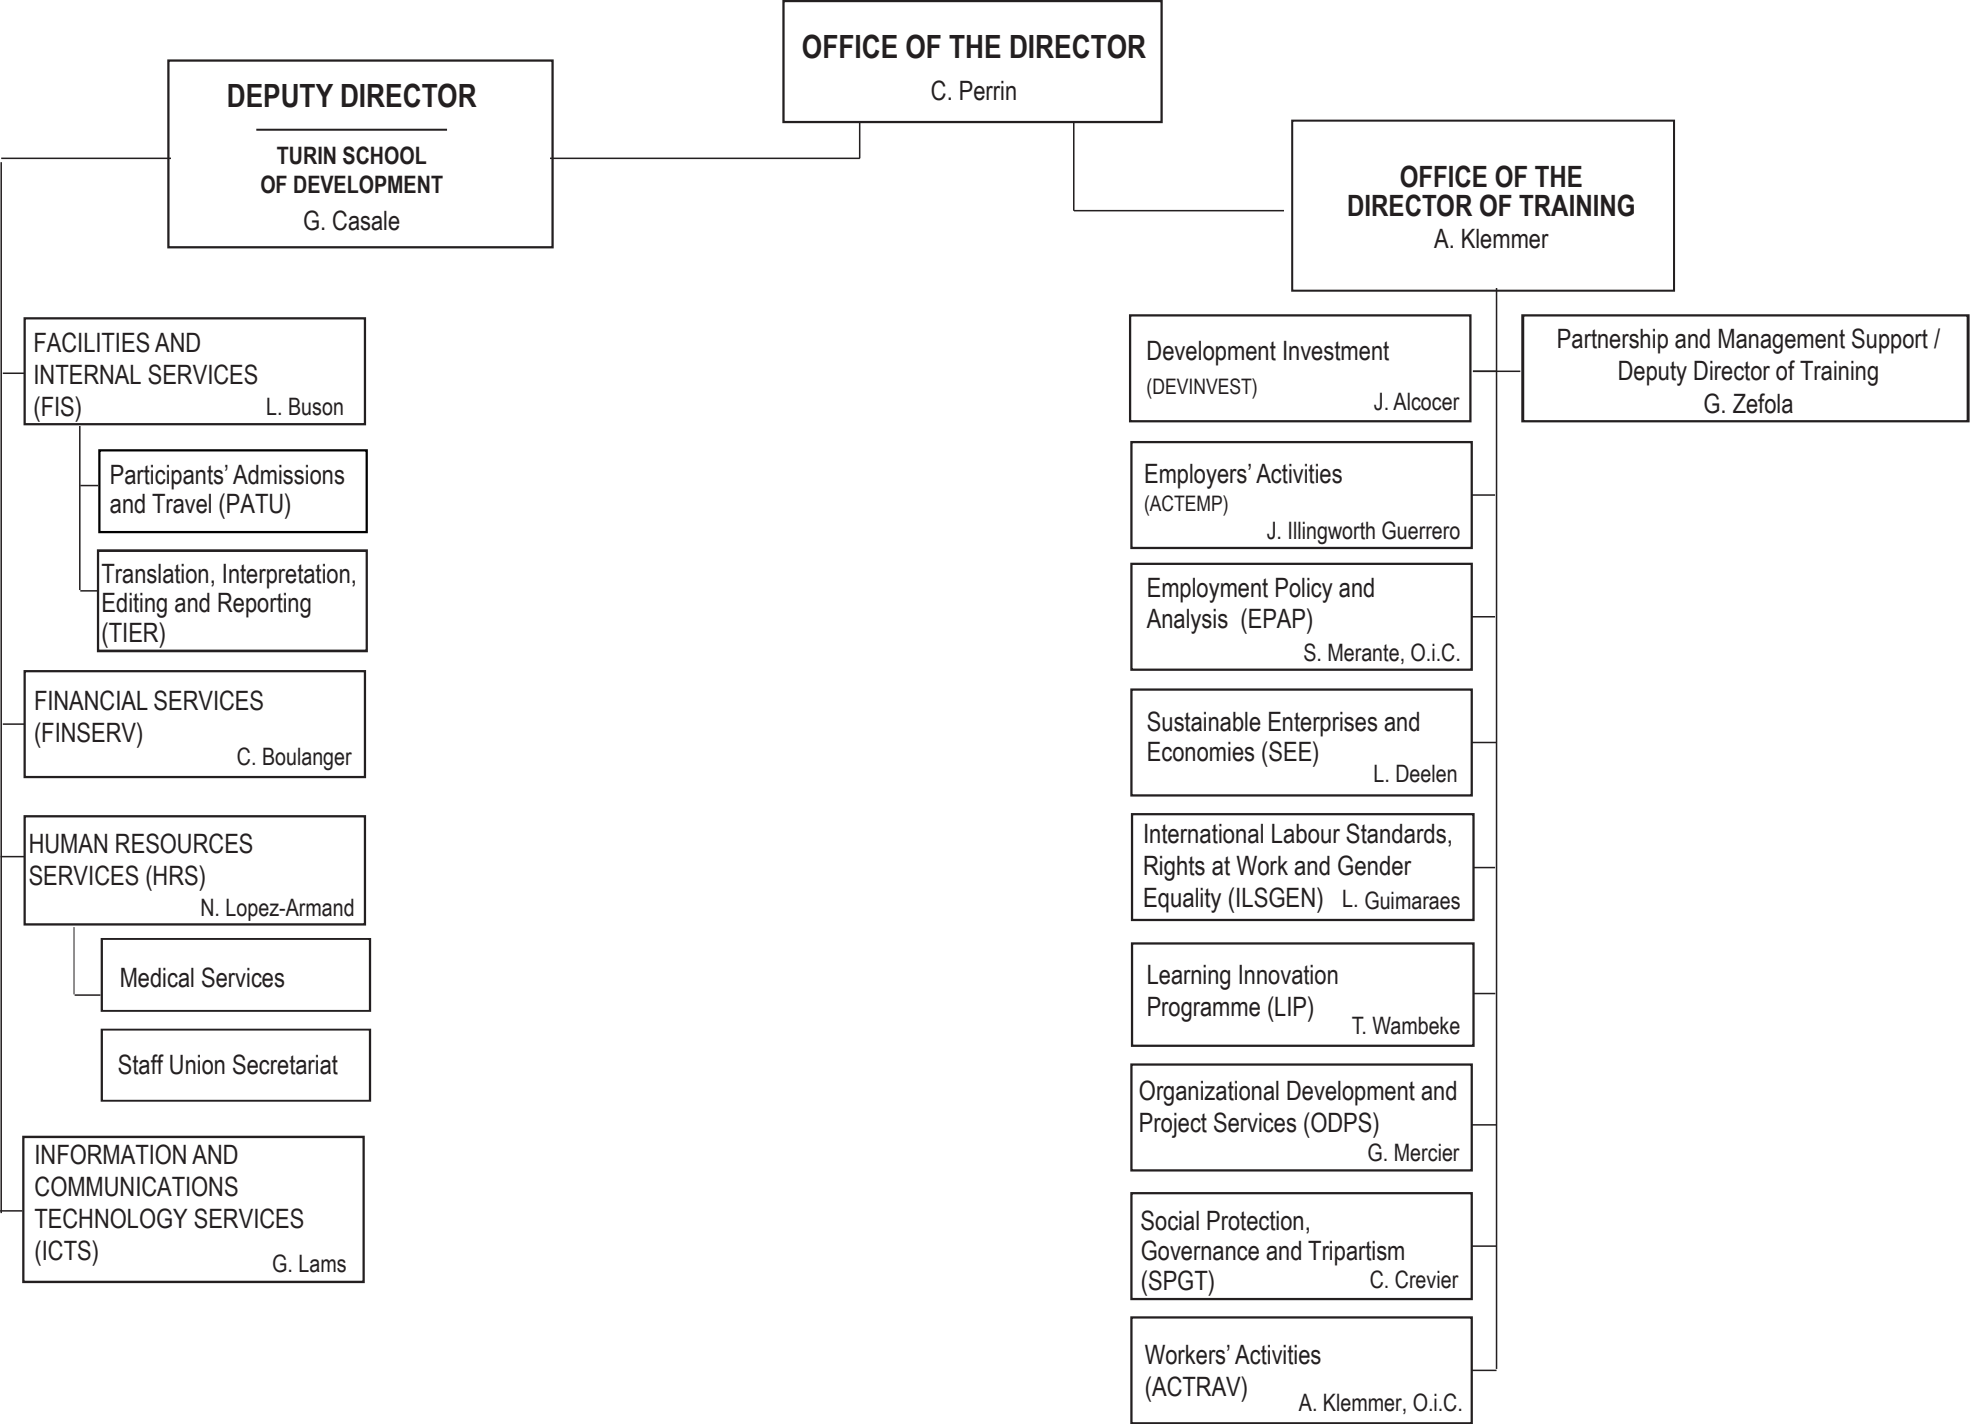 OFFICE OF THE DIRECTOR
C. Perrin
DEPUTY DIRECTOR
TURIN SCHOOL
OF DEVELOPMENT
G. Casale
OFFICE OF THE
DIRECTOR OF TRAINING
A. Klemmer
FACILITIES AND
INTERNAL SERVICES
(FIS) L. Buson
Participants’ Admissions
and Travel (PATU)
Translation, Interpretation,
Editing and Reporting
(TIER)
FINANCIAL SERVICES
(FINSERV)
C. Boulanger
HUMAN RESOURCES
SERVICES (HRS)
N. Lopez-Armand
Medical Services
Staff Union Secretariat
INFORMATION AND
COMMUNICATIONS
TECHNOLOGY SERVICES
(ICTS)
G. Lams
Development Investment
(DEVINVEST)
J. Alcocer
Partnership and Management Support /
Deputy Director of Training
G. Zefola
Employers’ Activities
(ACTEMP)
J. Illingworth Guerrero
Employment Policy and
Analysis (EPAP)
S. Merante, O.i.C.
Sustainable Enterprises and
Economies (SEE)
L. Deelen
International Labour Standards,
Rights at Work and Gender
Equality (ILSGEN) L. Guimaraes
Learning Innovation
Programme (LIP)
T. Wambeke
Organizational Development and
Project Services (ODPS)
G. Mercier
Social Protection,
Governance and Tripartism
(SPGT) C. Crevier
Workers’ Activities
(ACTRAV)
A. Klemmer, O.i.C.